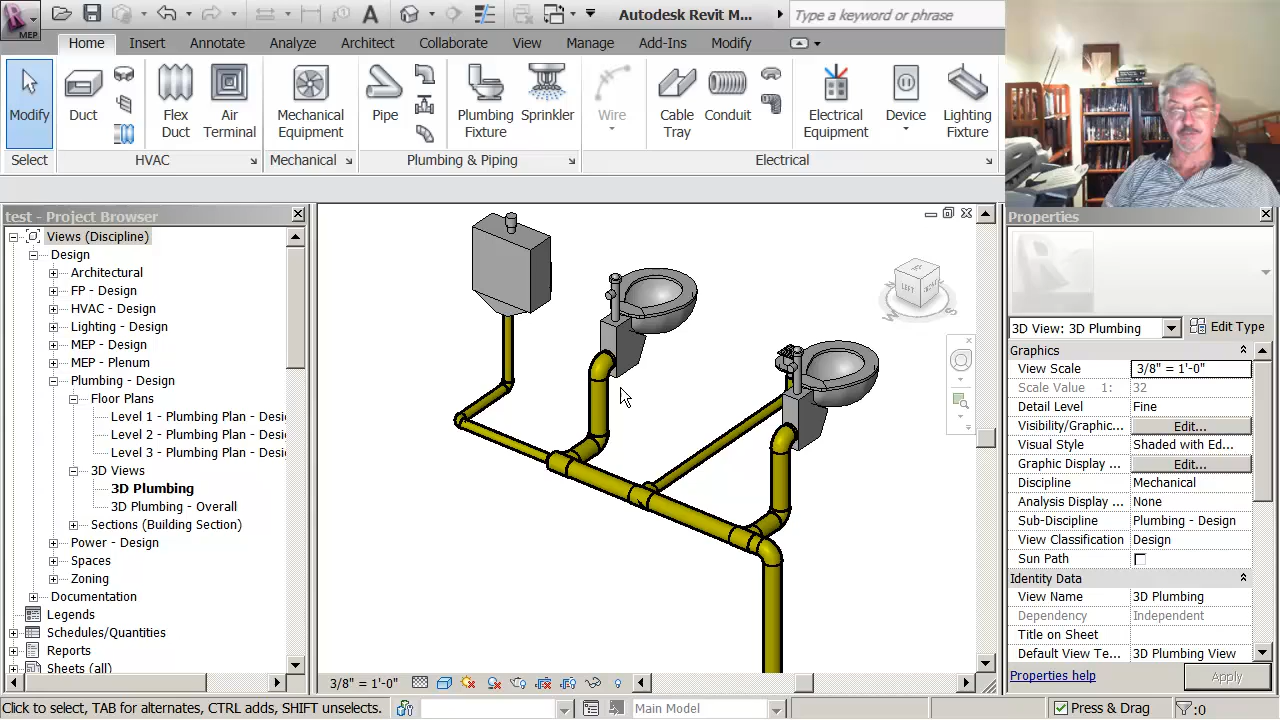 MEP
Autodesk Revit M...
Type a keyword or phrase
Home Insert Annotate Analyze Architect Collaborate View Manage Add-Ins Modify
Modify
Duct
Flex Duct
Air Terminal
Mechanical Equipment
Pipe
Plumbing Fixture
Sprinkler
Wire
Cable Tray
Conduit
Electrical Equipment
Device
Lighting Fixture
Select HVAC Mechanical Plumbing & Piping Electrical
test - Project Browser
Views (Discipline)
Design
Architectural
FP - Design
HVAC - Design
Lighting - Design
MEP - Design
MEP - Plenum
Plumbing - Design
Floor Plans
Level 1 - Plumbing Plan - Desi
Level 2 - Plumbing Plan - Desi
Level 3 - Plumbing Plan - Desi
3D Views
3D Plumbing
3D Plumbing - Overall
Sections (Building Section)
Power - Design
Spaces
Zoning
Documentation
Legends
Schedules/Quantities
Reports
Sheets (all)
LEFT
W
S
3/8" = 1'-0"
Properties
3D View: 3D Plumbing Edit Type
Graphics
View Scale 3/8" = 1'-0"
Scale Value 1: 32
Detail Level Fine
Visibility/Graphic... Edit...
Visual Style Shaded with Ed...
Graphic Display ... Edit...
Discipline Mechanical
Analysis Display ... None
Sub-Discipline Plumbing - Design
View Classification Design
Sun Path
Identity Data
View Name 3D Plumbing
Dependency Independent
Title on Sheet
Default View Te... 3D Plumbing View
Properties help Apply
Click to select, TAB for alternates, CTRL adds, SHIFT unselects. Main Model Press & Drag :0